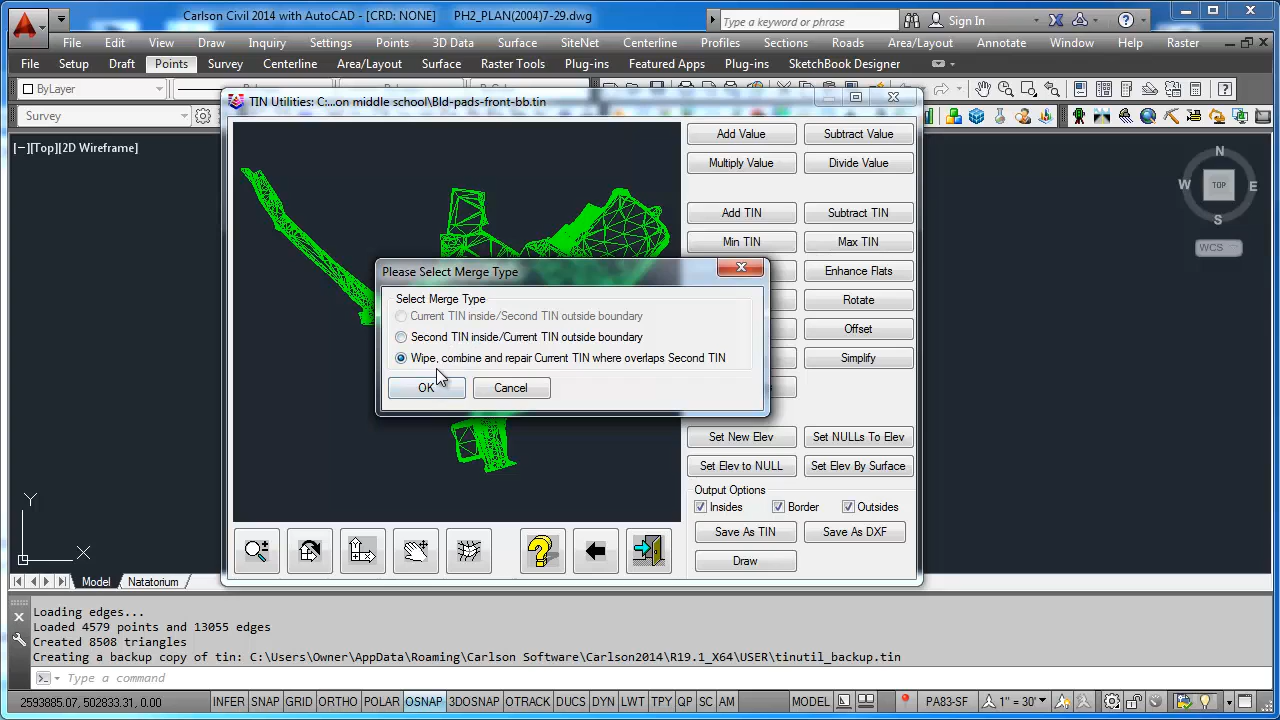 Carlson Civil 2014 with AutoCAD - [CRD: NONE] PH2_PLAN(2004)7-29.dwg
Type a keyword or phrase
Sign In
File Edit View Draw Inquiry Settings Points 3D Data Surface SiteNet Centerline Profiles Sections Roads Area/Layout Annotate Window Help Raster
File Setup Draft Points Survey Centerline Area/Layout Surface Raster Tools Plug-ins Featured Apps Plug-ins SketchBook Designer
ByLayer
Survey
TIN Utilities: C:...on middle school\Bld-pads-front-bb.tin
[−][Top][2D Wireframe]
Add Value Subtract Value
Multiply Value Divide Value
Add TIN Subtract TIN
Min TIN Max TIN
Enhance Flats
Rotate
Offset
Simplify
Set New Elev Set NULLs To Elev
Set Elev to NULL Set Elev By Surface
Output Options
Insides Border Outsides
Save As TIN Save As DXF
Draw
Please Select Merge Type
Select Merge Type
Current TIN inside/Second TIN outside boundary
Second TIN inside/Current TIN outside boundary
Wipe, combine and repair Current TIN where overlaps Second TIN
OK Cancel
N
W TOP E
S
WCS
Y
X
Model Natatorium
Loading edges...
Loaded 4579 points and 13055 edges
Created 8508 triangles
Creating a backup copy of tin: C:\Users\Owner\AppData\Roaming\Carlson Software\Carlson2014\R19.1_X64\USER\tinutil_backup.tin
Type a command
2593885.07, 502833.31, 0.00 INFER SNAP GRID ORTHO POLAR OSNAP 3DOSNAP OTRACK DUCS DYN LWT TPY QP SC AM MODEL PA83-SF 1" = 30'